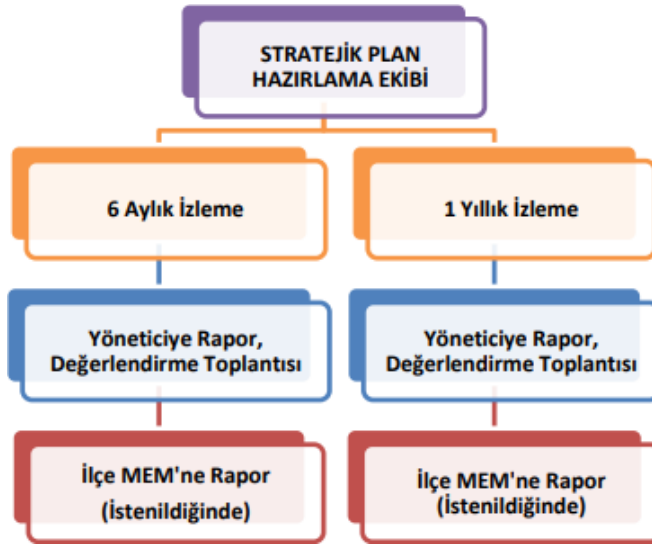 STRATEJİK PLAN
HAZIRLAMA EKİBİ
6 Aylık İzleme
1 Yıllık İzleme
Yöneticiye Rapor,
Değerlendirme Toplantısı
Yöneticiye Rapor,
Değerlendirme Toplantısı
İlçe MEM'ne Rapor
(İstenildiğinde)
İlçe MEM'ne Rapor
(İstenildiğinde)